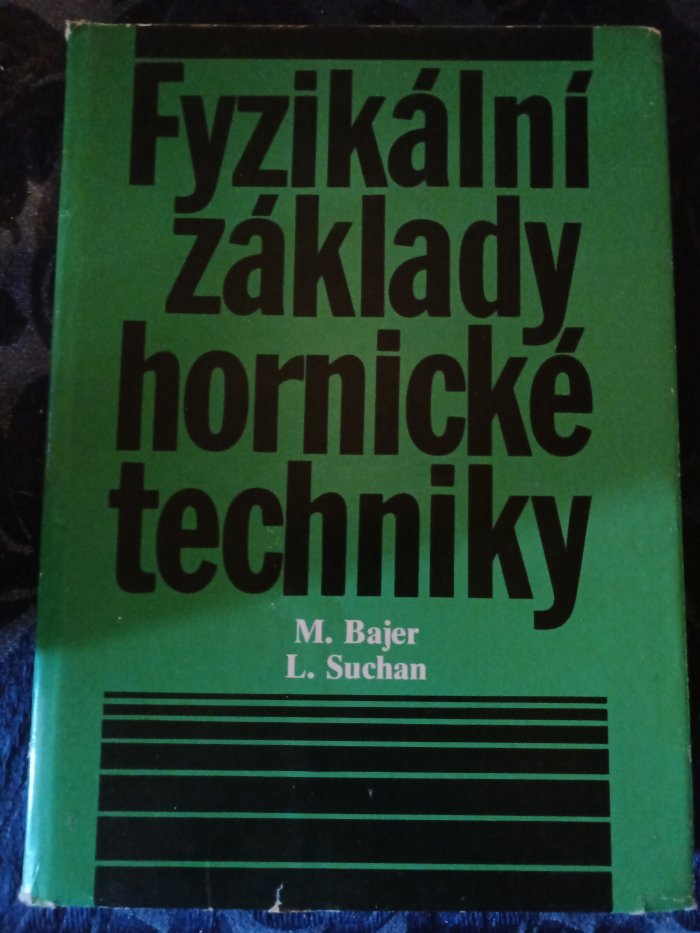 Fyzikální
základy
hornické
techniky
M. Bajer
L. Suchan